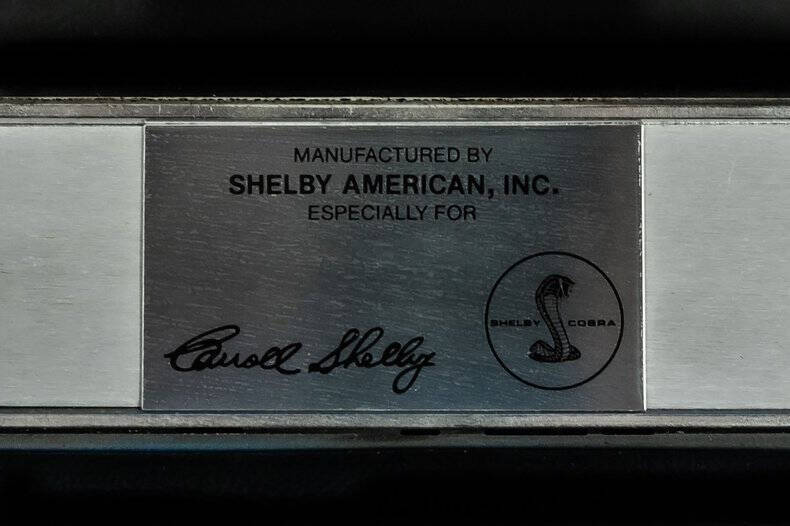 MANUFACTURED BY
SHELBY AMERICAN, INC.
ESPECIALLY FOR
SHELBY COBRA
Carroll Shelby